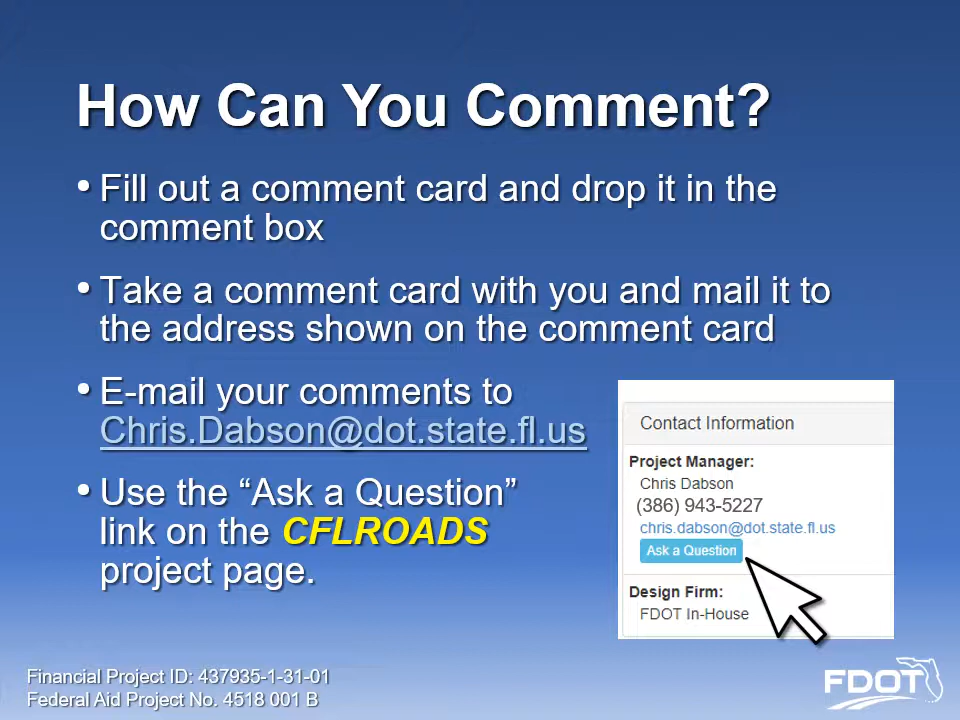 How Can You Comment?
• Fill out a comment card and drop it in the
comment box
• Take a comment card with you and mail it to
the address shown on the comment card
• E-mail your comments to
Chris.Dabson@dot.state.fl.us
• Use the “Ask a Question”
link on the CFLROADS
project page.
Contact Information
Project Manager:
Chris Dabson
(386) 943-5227
chris.dabson@dot.state.fl.us
Ask a Question
Design Firm:
FDOT In-House
Financial Project ID: 437935-1-31-01
Federal Aid Project No. 4518 001 B
FDOT